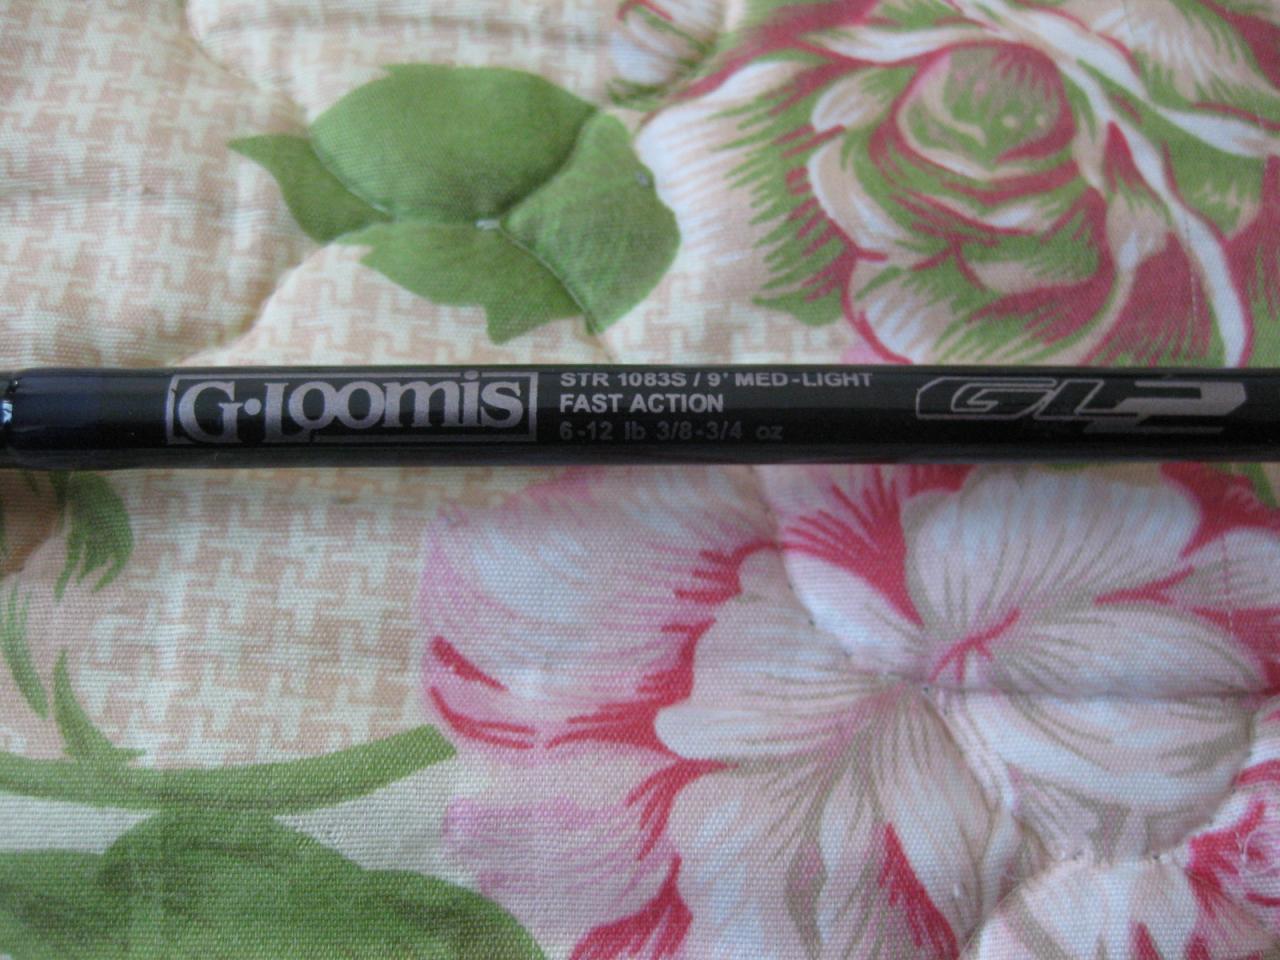 G·Loomis
STR 1083S / 9' MED-LIGHT
FAST ACTION
6-12 lb 3/8-3/4 oz
GL2